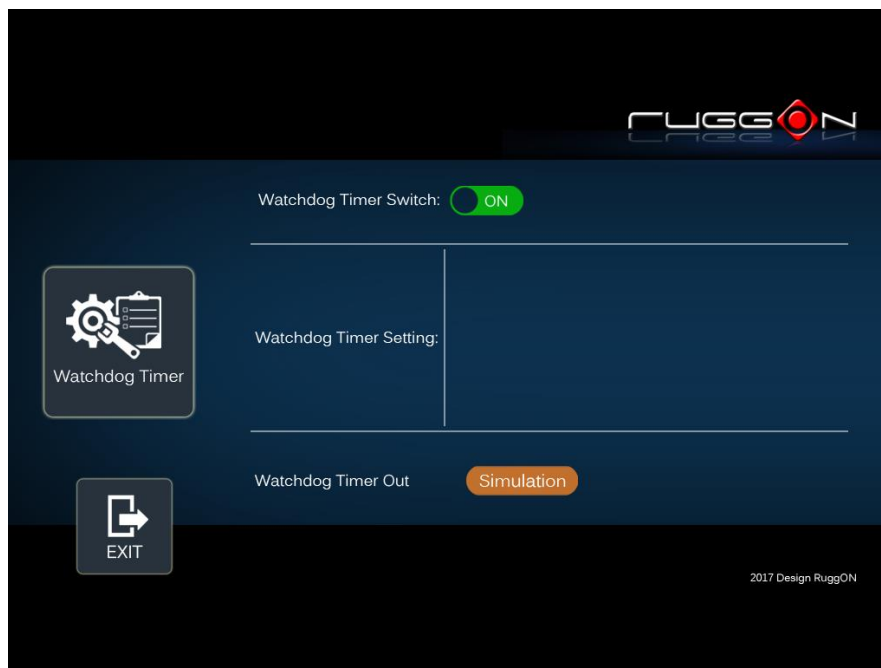 ruggON
Watchdog Timer Switch: ON
Watchdog Timer Setting:
Watchdog Timer
Watchdog Timer Out Simulation
EXIT
2017 Design RuggON